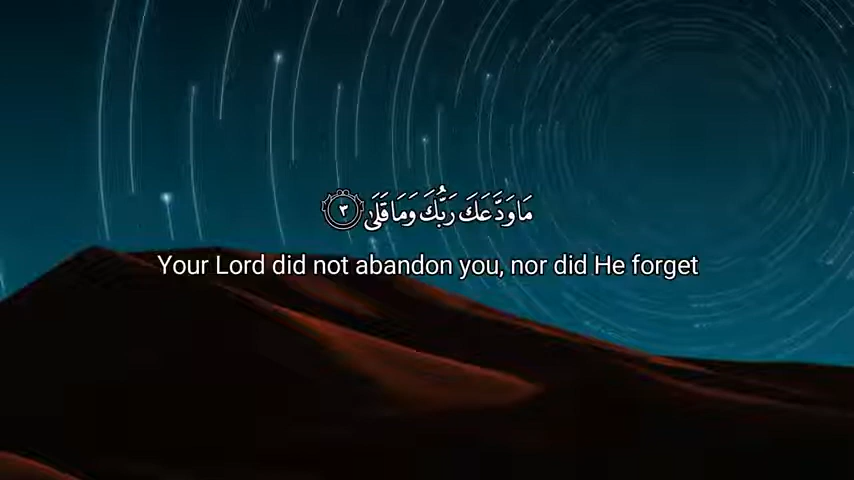 مَا وَدَّعَكَ رَبُّكَ وَمَا قَلَىٰ ٣
Your Lord did not abandon you, nor did He forget